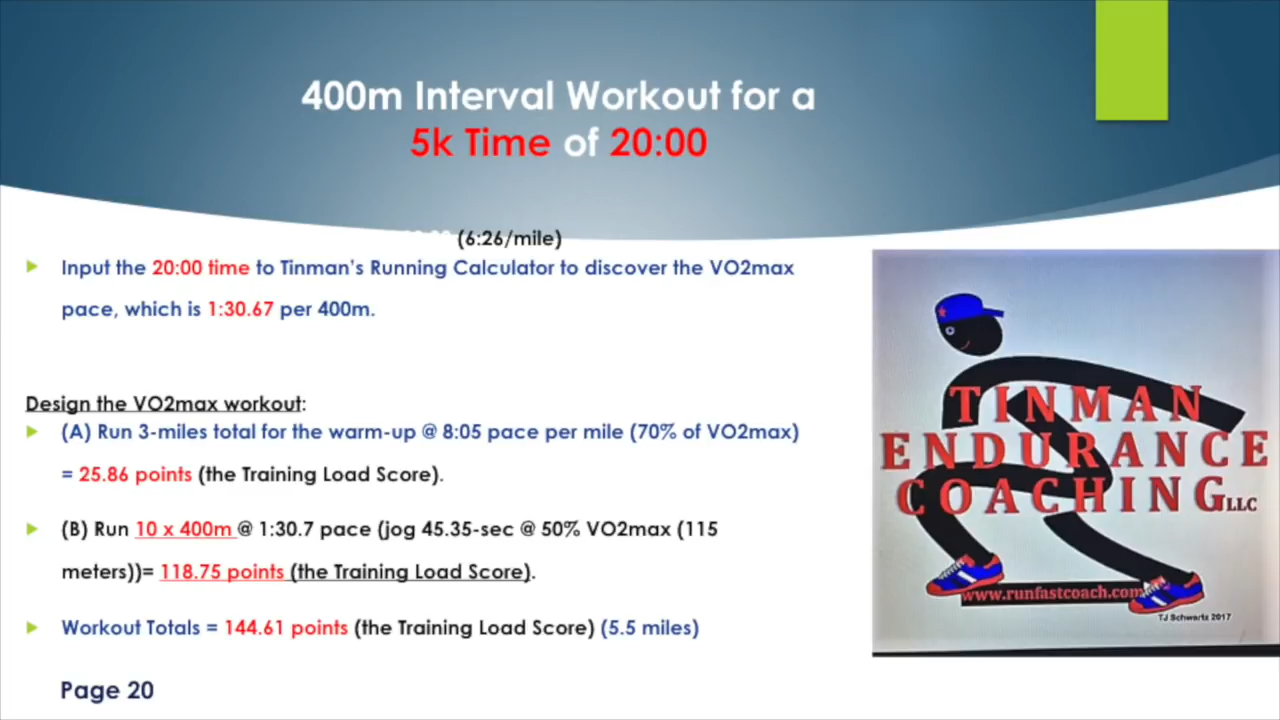 400m Interval Workout for a
5k Time of 20:00
(6:26/mile)
Input the 20:00 time to Tinman's Running Calculator to discover the VO2max
pace, which is 1:30.67 per 400m.
Design the VO2max workout:
(A) Run 3-miles total for the warm-up @ 8:05 pace per mile (70% of VO2max)
= 25.86 points (the Training Load Score).
(B) Run 10 x 400m @ 1:30.7 pace (jog 45.35-sec @ 50% VO2max (115
meters))= 118.75 points (the Training Load Score).
Workout Totals = 144.61 points (the Training Load Score) (5.5 miles)
Page 20
TINMAN
ENDURANCE
COACHING LLC
www.runfastcoach.com
TJ Schwartz 2017